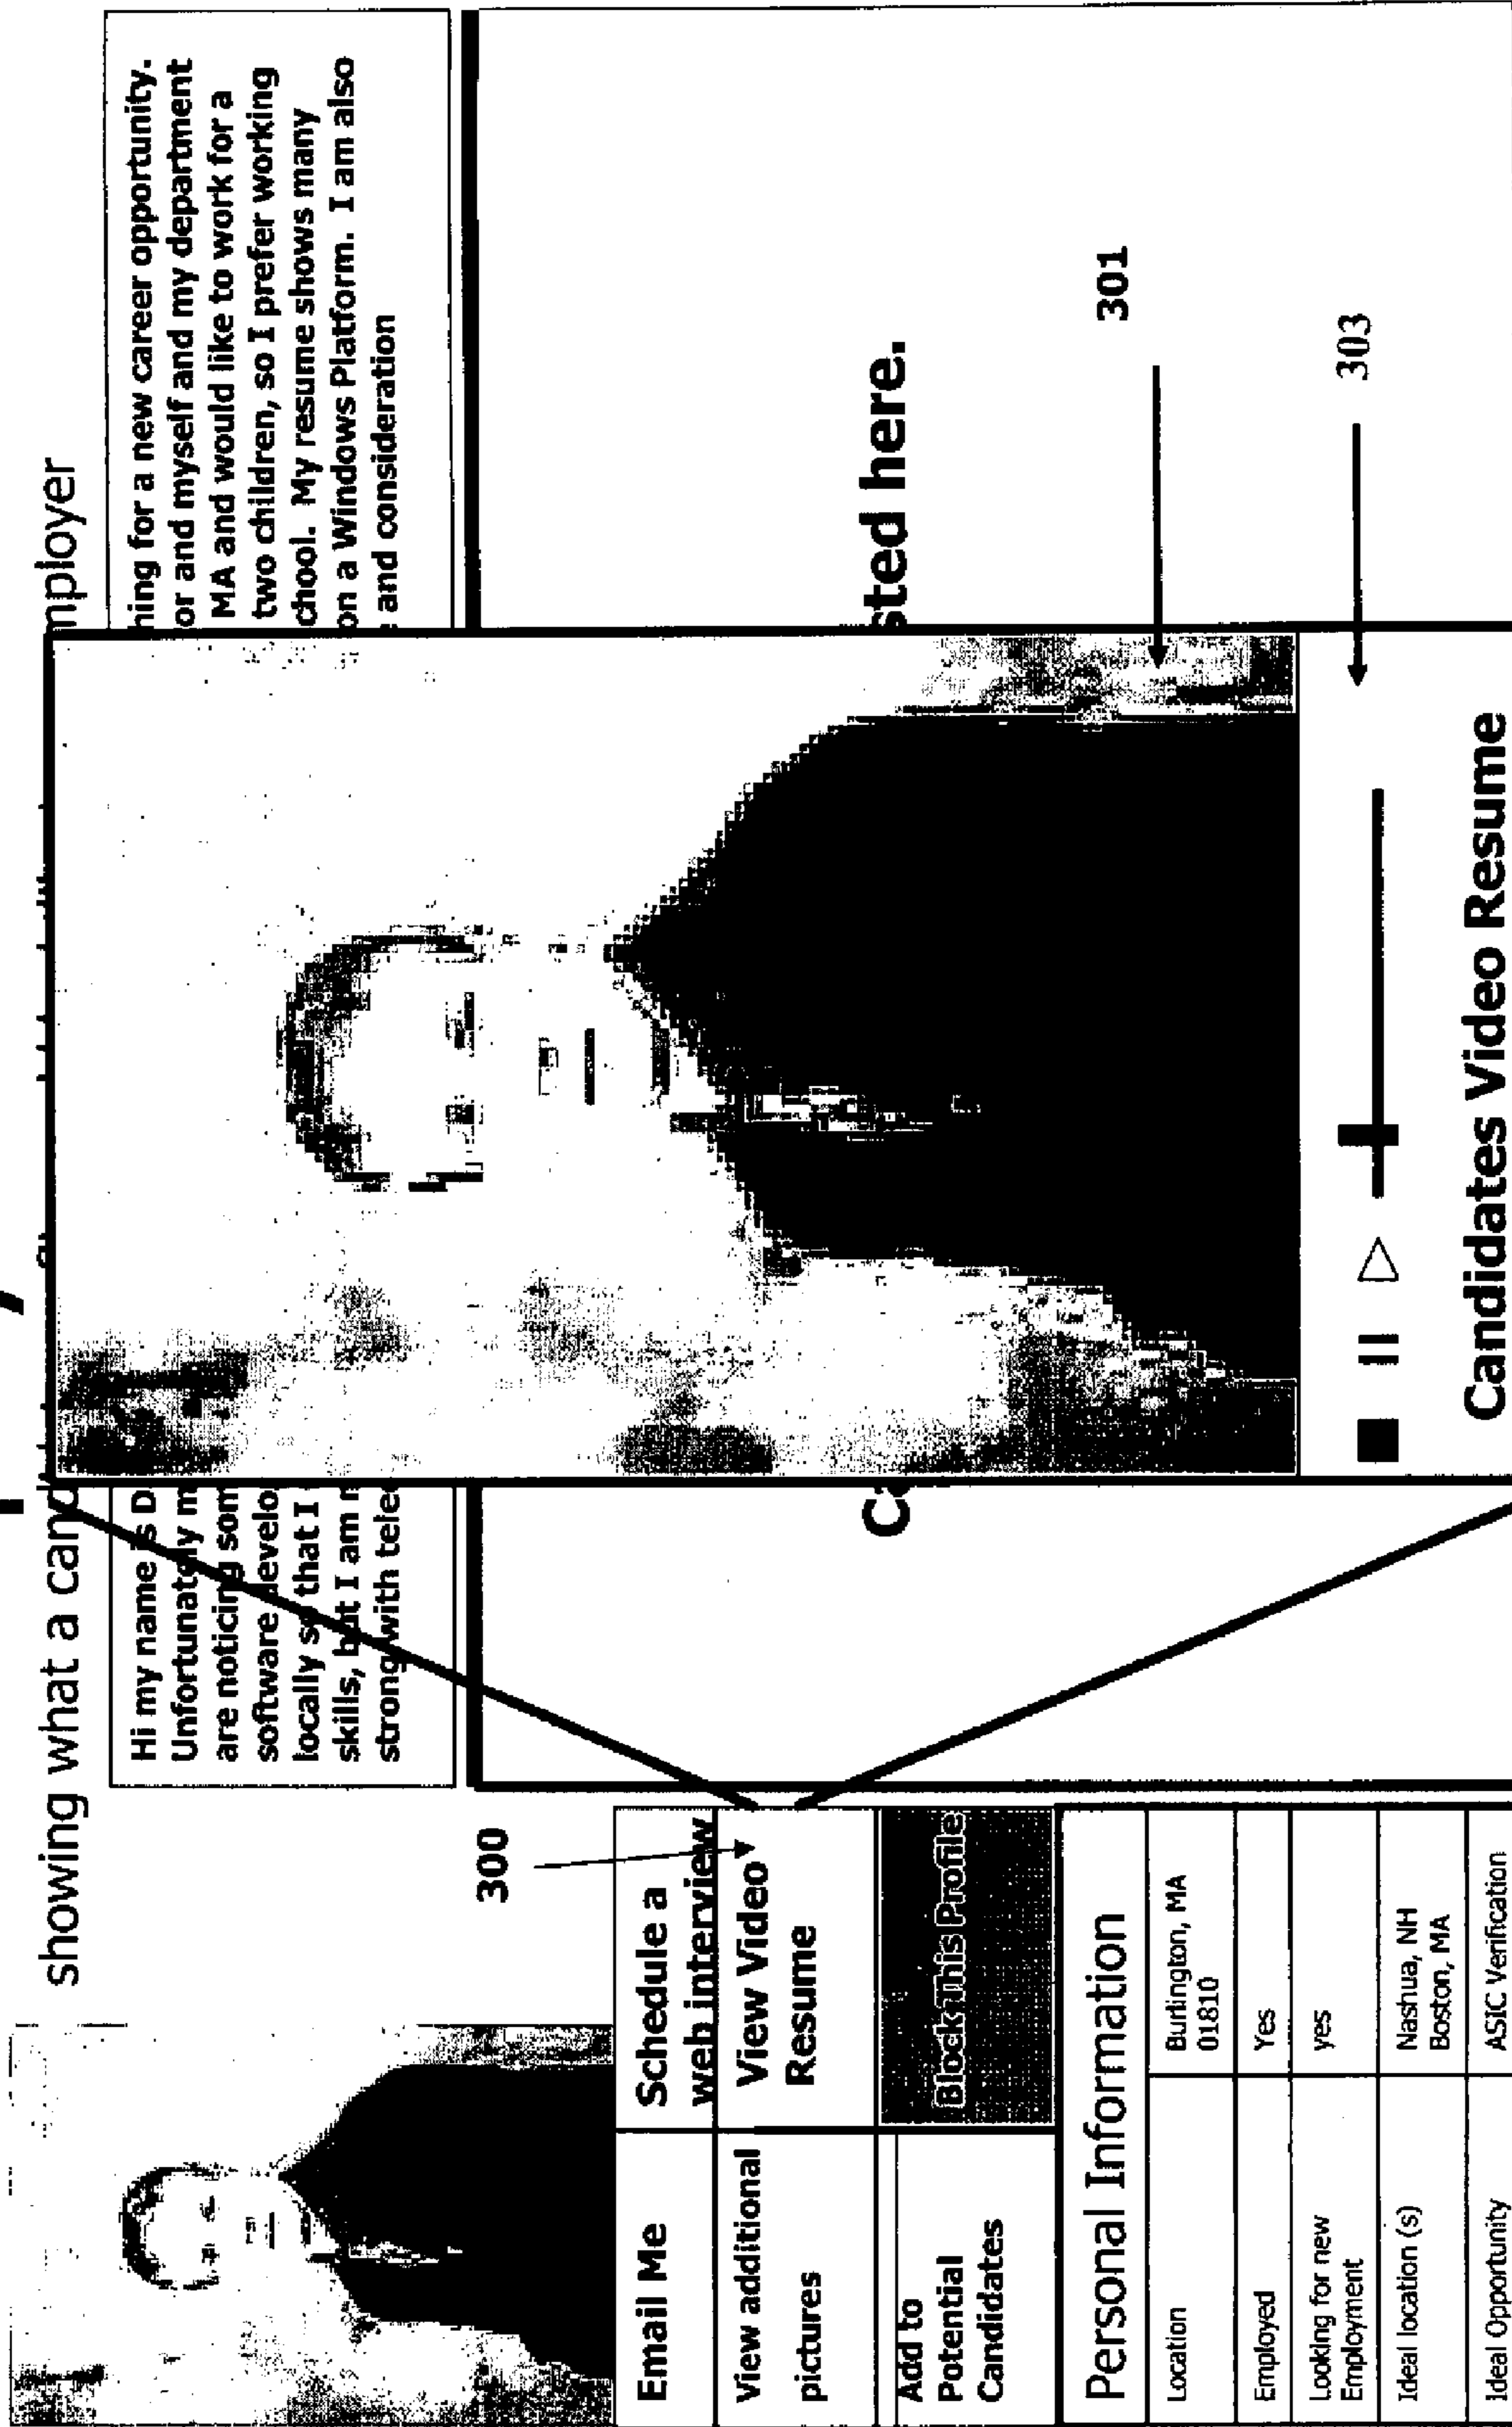 showing what a cand
mployer
Hi my name is D
hing for a new career opportunity.
Unfortunately m
or and myself and my department
are noticing som
MA and would like to work for a
software develo
two children, so I prefer working
locally so that I
chool. My resume shows many
skills, but I am n
on a Windows Platform. I am also
strong with tele
and consideration
300
Email Me
Schedule a
web interview
View additional
pictures
View Video
Resume
Add to
Potential
Candidates
Block This Profile
Personal Information
Location
Burlington, MA
01810
Employed
Yes
Looking for new
Employment
yes
Ideal location (s)
Nashua, NH
Boston, MA
Ideal Opportunity
ASIC Verification
Ca
sted here.
301
303
Candidates Video Resume